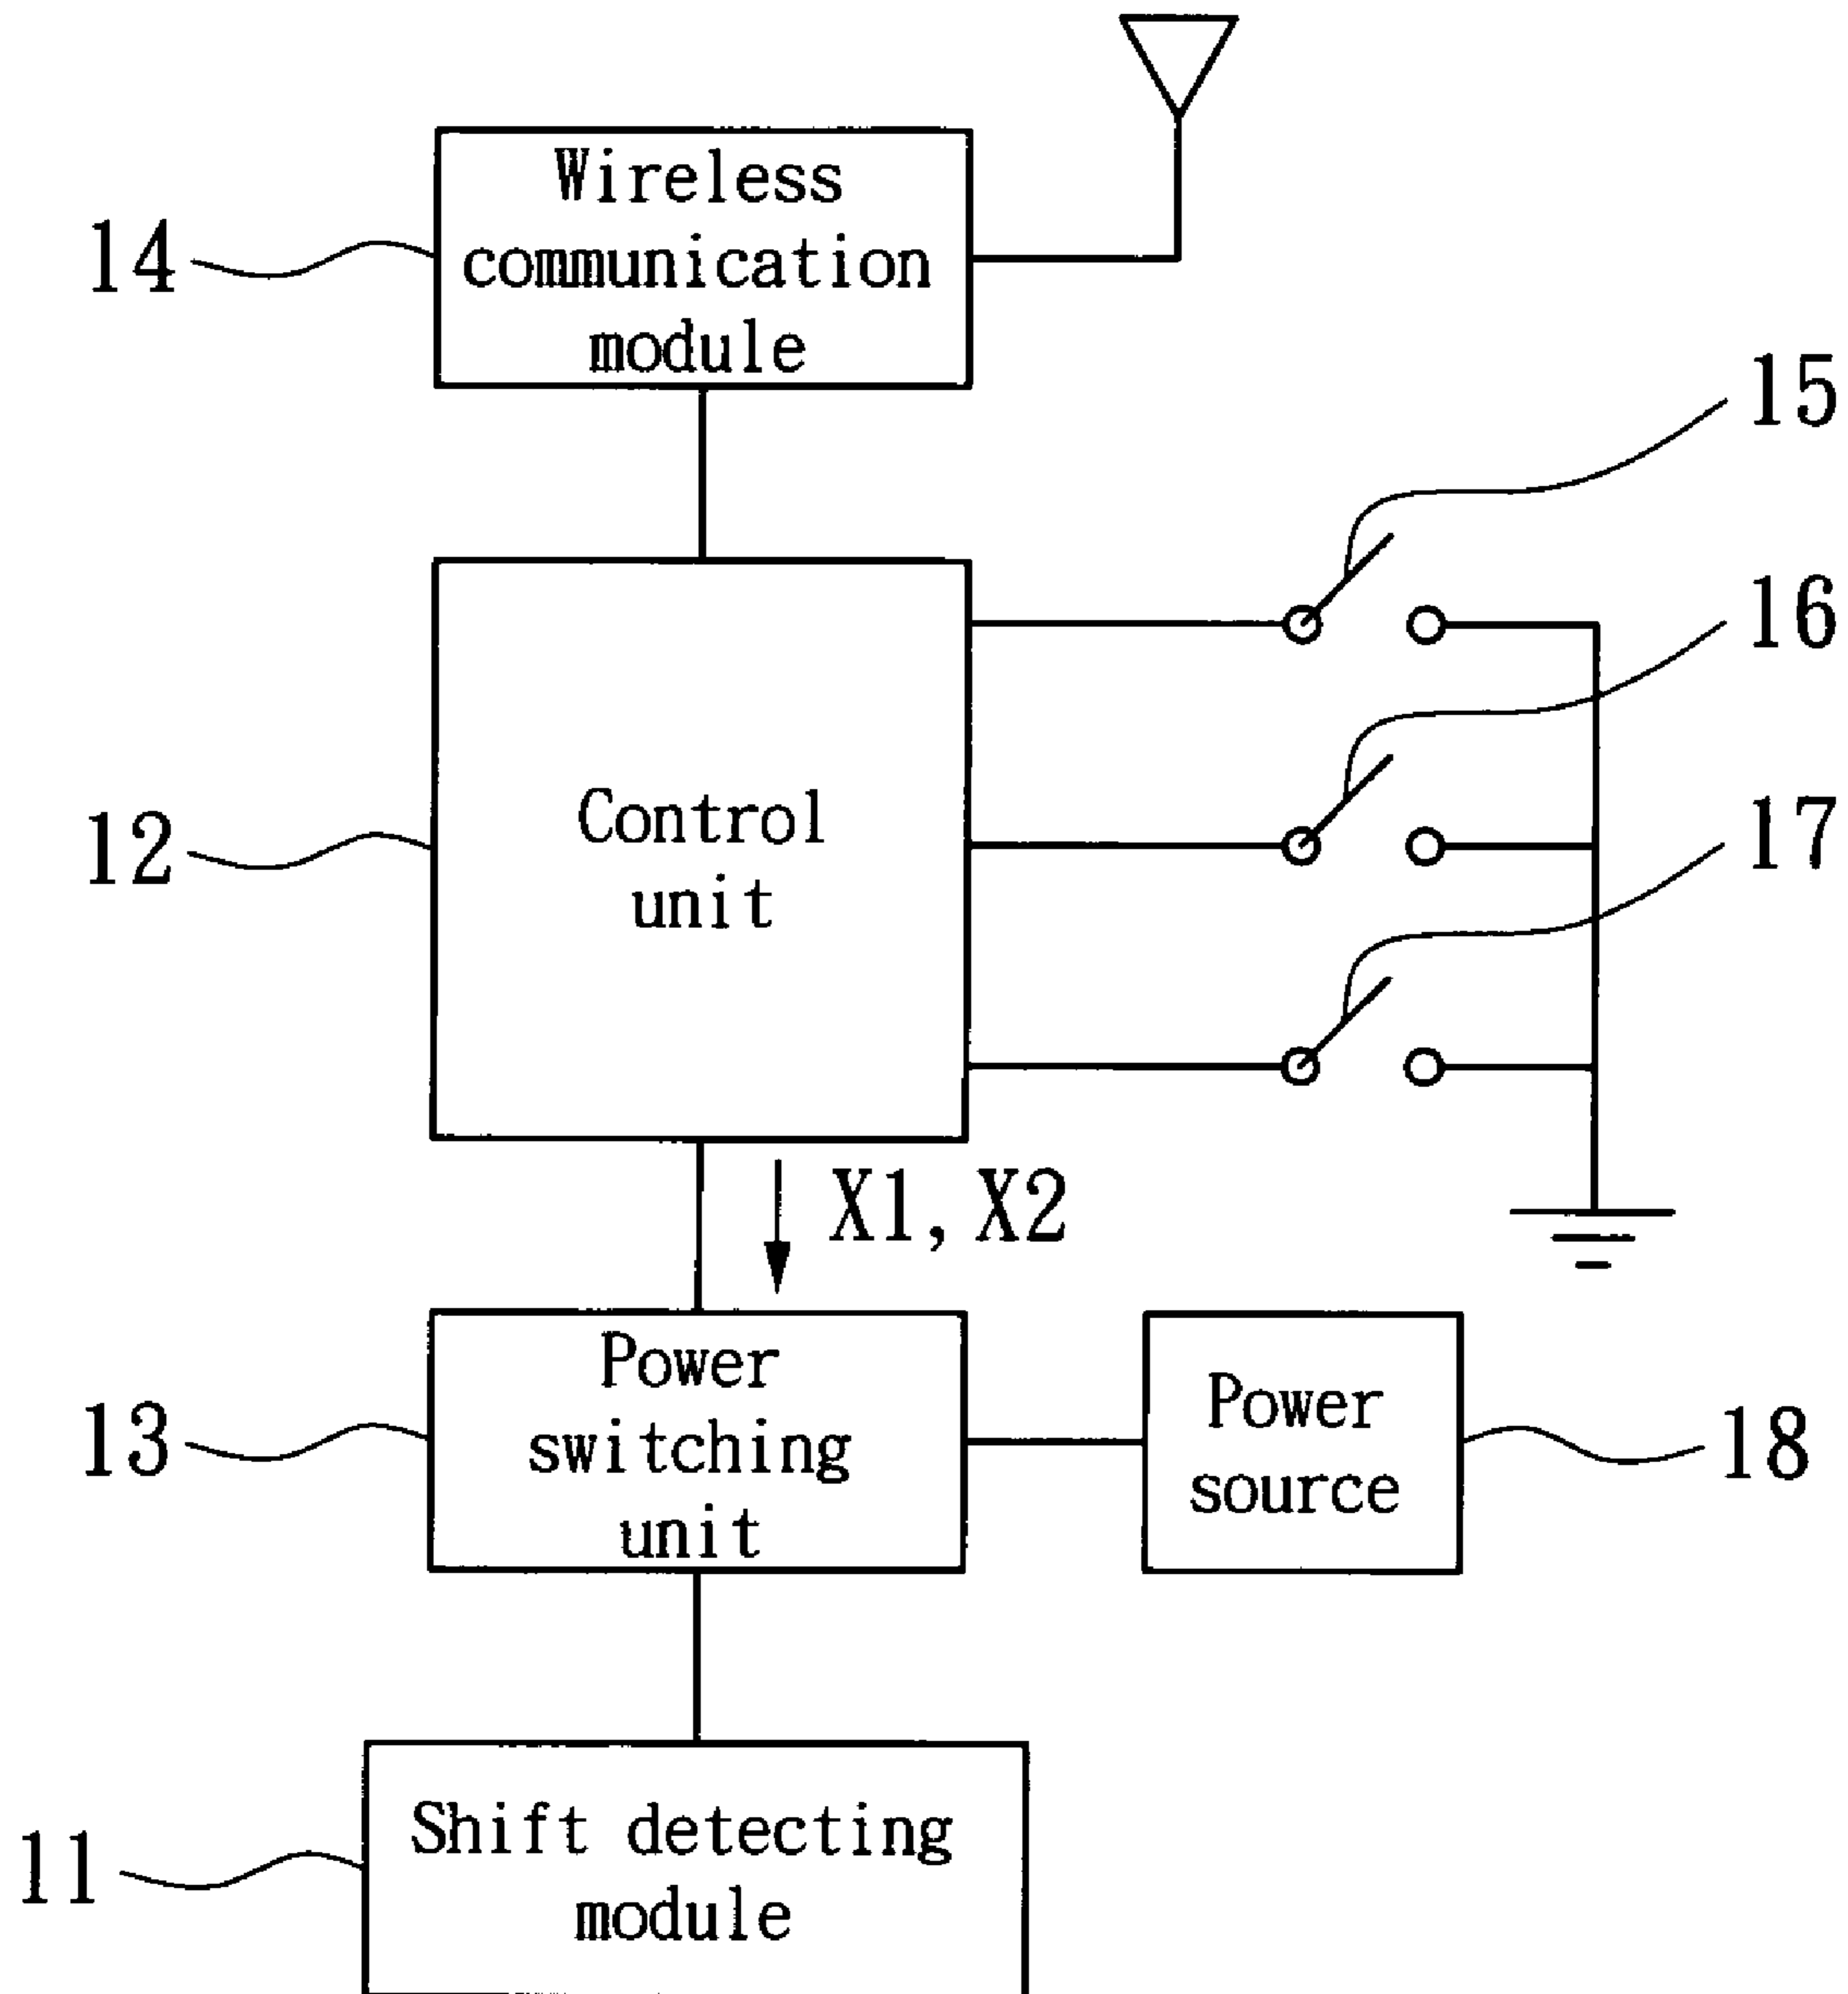 Wireless
communication
module
14
15
16
Control
unit
12
17
X1, X2
Power
switching
unit
13
Power
source
18
Shift detecting
module
11